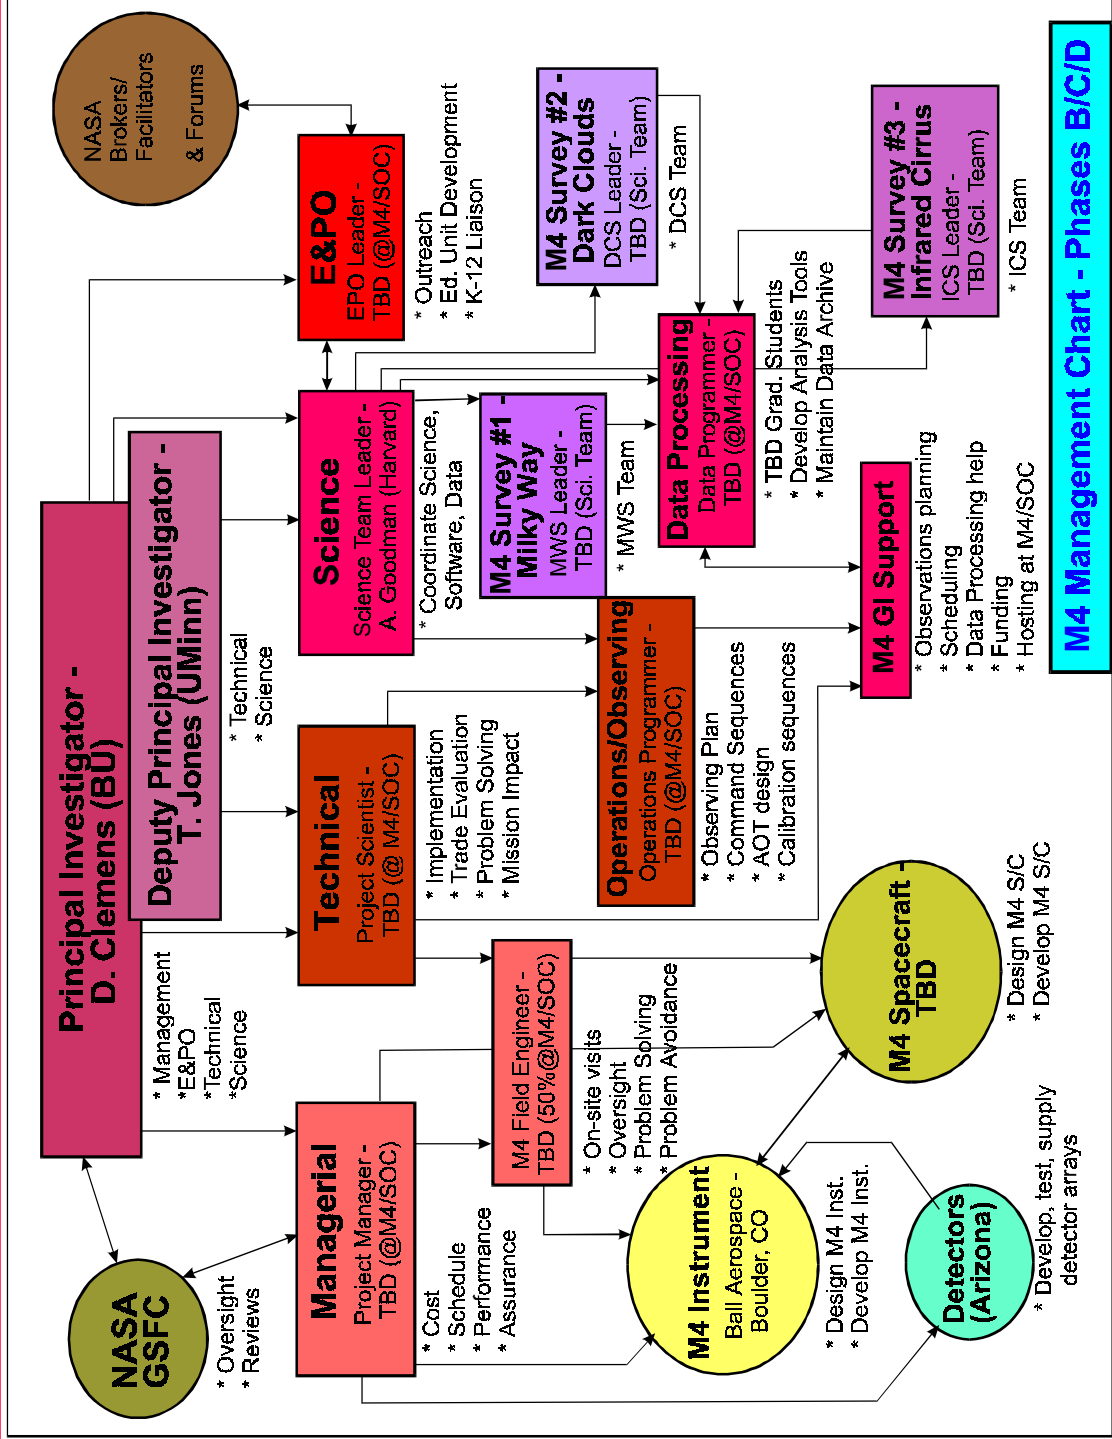 NASA
GSFC
* Oversight
* Reviews
Principal Investigator -
D. Clemens (BU)
* Management
*E&PO
*Technical
*Science
Deputy Principal Investigator -
T. Jones (UMinn)
* Technical
* Science
NASA
Brokers/
Facilitators
& Forums
Managerial
Project Manager -
TBD (@M4/SOC)
* Cost
* Schedule
* Performance
* Assurance
Technical
Project Scientist -
TBD (@ M4/SOC)
* Implementation
* Trade Evaluation
* Problem Solving
* Mission Impact
Science
Science Team Leader -
A. Goodman (Harvard)
* Coordinate Science,
Software, Data
E&PO
EPO Leader -
TBD (@M4/SOC)
* Outreach
* Ed. Unit Development
* K-12 Liaison
M4 Field Engineer -
TBD (50%@M4/SOC)
* On-site visits
* Oversight
* Problem Solving
* Problem Avoidance
M4 Survey #1 -
Milky Way
MWS Leader -
TBD (Sci. Team)
* MWS Team
M4 Survey #2 -
Dark Clouds
DCS Leader -
TBD (Sci. Team)
* DCS Team
Operations/Observing
Operations Programmer -
TBD (@M4/SOC)
* Observing Plan
* Command Sequences
* AOT design
* Calibration sequences
Data Processing
Data Programmer -
TBD (@M4/SOC)
* TBD Grad. Students
* Develop Analysis Tools
* Maintain Data Archive
M4 Instrument
Ball Aerospace -
Boulder, CO
* Design M4 Inst.
* Develop M4 Inst.
M4 Spacecraft -
TBD
* Design M4 S/C
* Develop M4 S/C
M4 GI Support
* Observations planning
* Scheduling
* Data Processing help
* Funding
* Hosting at M4/SOC
M4 Survey #3 -
Infrared Cirrus
ICS Leader -
TBD (Sci. Team)
* ICS Team
Detectors
(Arizona)
* Develop, test, supply
detector arrays
M4 Management Chart - Phases B/C/D